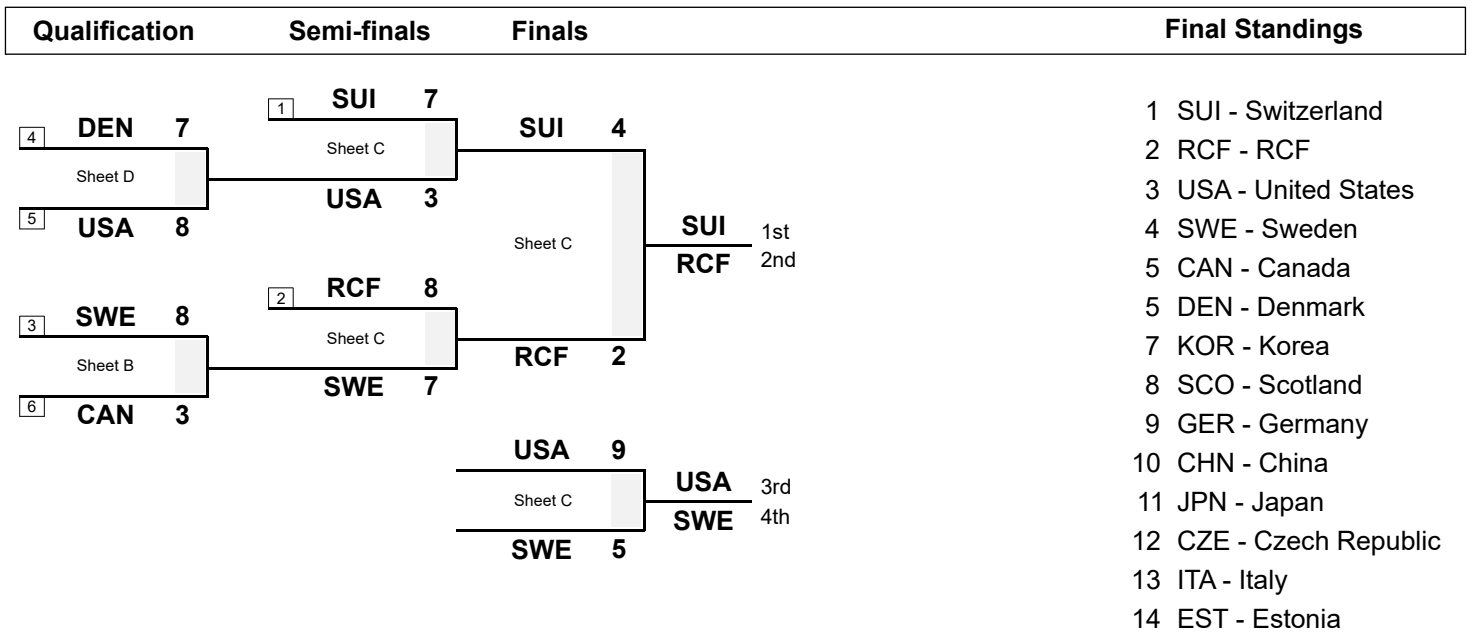 Qualification Semi-finals Finals Final Standings
4 DEN 7
Sheet D
5 USA 8
3 SWE 8
Sheet B
6 CAN 3
1 SUI 7
Sheet C
USA 3
2 RCF 8
Sheet C
SWE 7
SUI 4
Sheet C
RCF 2
SUI 1st
RCF 2nd
USA 9
Sheet C
SWE 5
USA 3rd
SWE 4th
1 SUI - Switzerland
2 RCF - RCF
3 USA - United States
4 SWE - Sweden
5 CAN - Canada
5 DEN - Denmark
7 KOR - Korea
8 SCO - Scotland
9 GER - Germany
10 CHN - China
11 JPN - Japan
12 CZE - Czech Republic
13 ITA - Italy
14 EST - Estonia